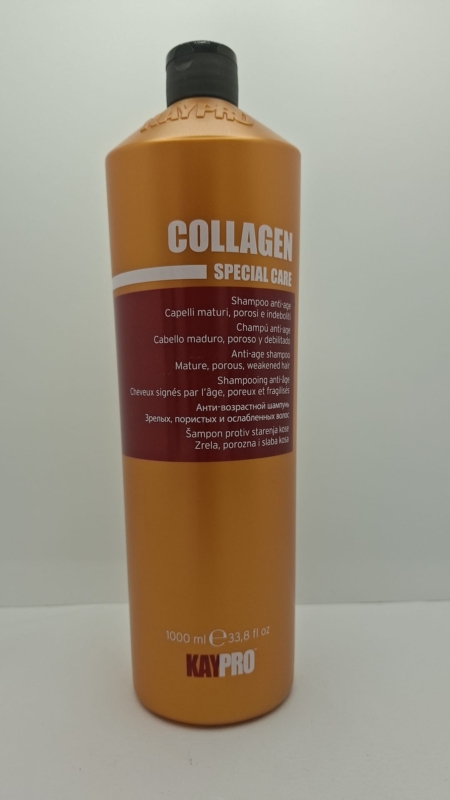 KAYPRO
COLLAGEN
SPECIAL CARE
Shampoo anti-age
Capelli maturi, porosi e indeboliti
Champú anti-age
Cabello maduro, poroso y debilitado
Anti-age shampoo
Mature, porous, weakened hair
Shampooing anti-âge
Cheveux signés par l'âge, poreux et fragilisés
Анти-возрастной шампунь
Зрелых, пористых и ослабленных волос
Šampon protiv starenja kose
Zrela, porozna i slaba kosa
1000 ml ℮ 33,8 fl oz
KAYPRO™